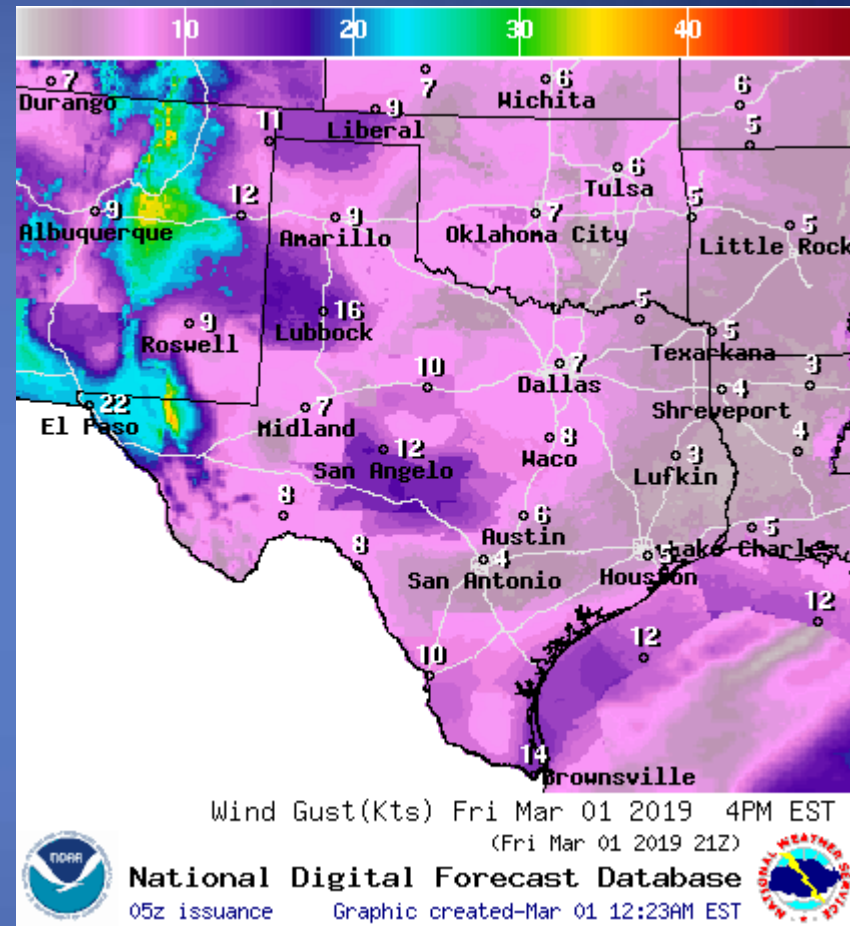 10 20 30 40
7 Durango
7
6 Wichita
6
9 Liberal
11
5
6 Tulsa
12
9 Albuquerque
9 Amarillo
7 Oklahoma City
5
5 Little Rock
16 Lubbock
9 Roswell
5
5 Texarkana
10
7 Dallas
3
4 Shreveport
22 El Paso
7 Midland
12 San Angelo
8 Waco
3 Lufkin
4
8
6 Austin
5 Lake Charles
8
4 San Antonio
5 Houston
12
12
10
14 Brownsville
Wind Gust(Kts) Fri Mar 01 2019 4PM EST
(Fri Mar 01 2019 21Z)
National Digital Forecast Database
05z issuance Graphic created-Mar 01 12:23AM EST
NOAA
NATIONAL WEATHER SERVICE